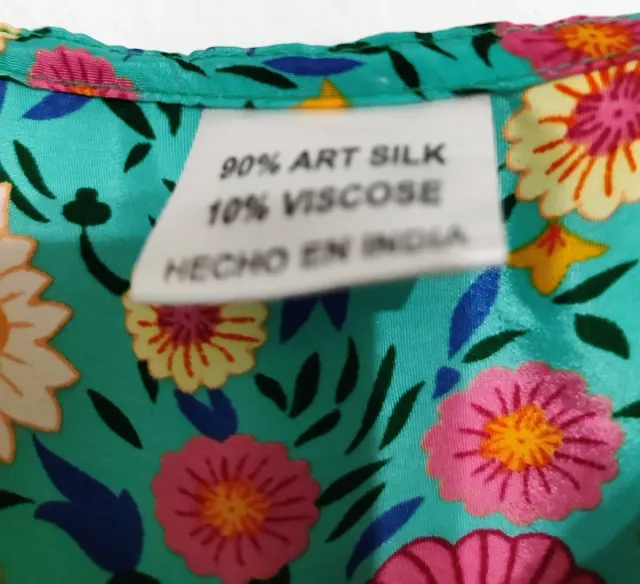 90% ART SILK
10% VISCOSE
HECHO EN INDIA